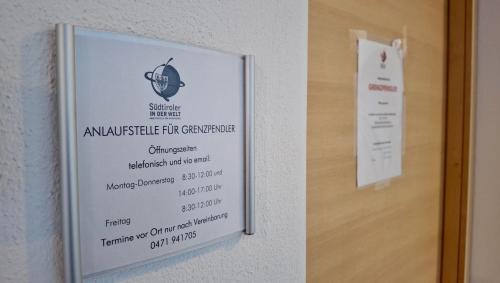 Südtiroler
IN DER WELT
ANLAUFSTELLE FÜR GRENZPENDLER
Öffnungszeiten
telefonisch und via email:
Montag-Donnerstag 8:30-12:00 und
14:00-17:00 Uhr
Freitag 8:30-12:00 Uhr
Termine vor Ort nur nach Vereinbarung
0471 941705
GRENZPENDLER